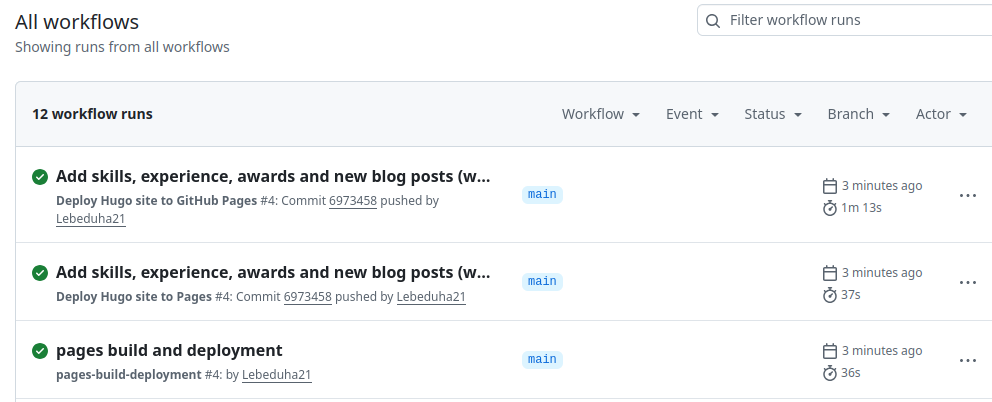 All workflows
Showing runs from all workflows
Filter workflow runs
12 workflow runs
Workflow
Event
Status
Branch
Actor
Add skills, experience, awards and new blog posts (w...
Deploy Hugo site to GitHub Pages #4: Commit 6973458 pushed by
Lebeduha21
main
3 minutes ago
1m 13s
Add skills, experience, awards and new blog posts (w...
Deploy Hugo site to Pages #4: Commit 6973458 pushed by Lebeduha21
main
3 minutes ago
37s
pages build and deployment
pages-build-deployment #4: by Lebeduha21
main
3 minutes ago
36s